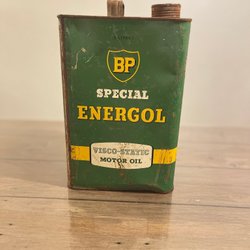 BP
SPECIAL
ENERGOL
VISCO-STATIC
MOTOR OIL